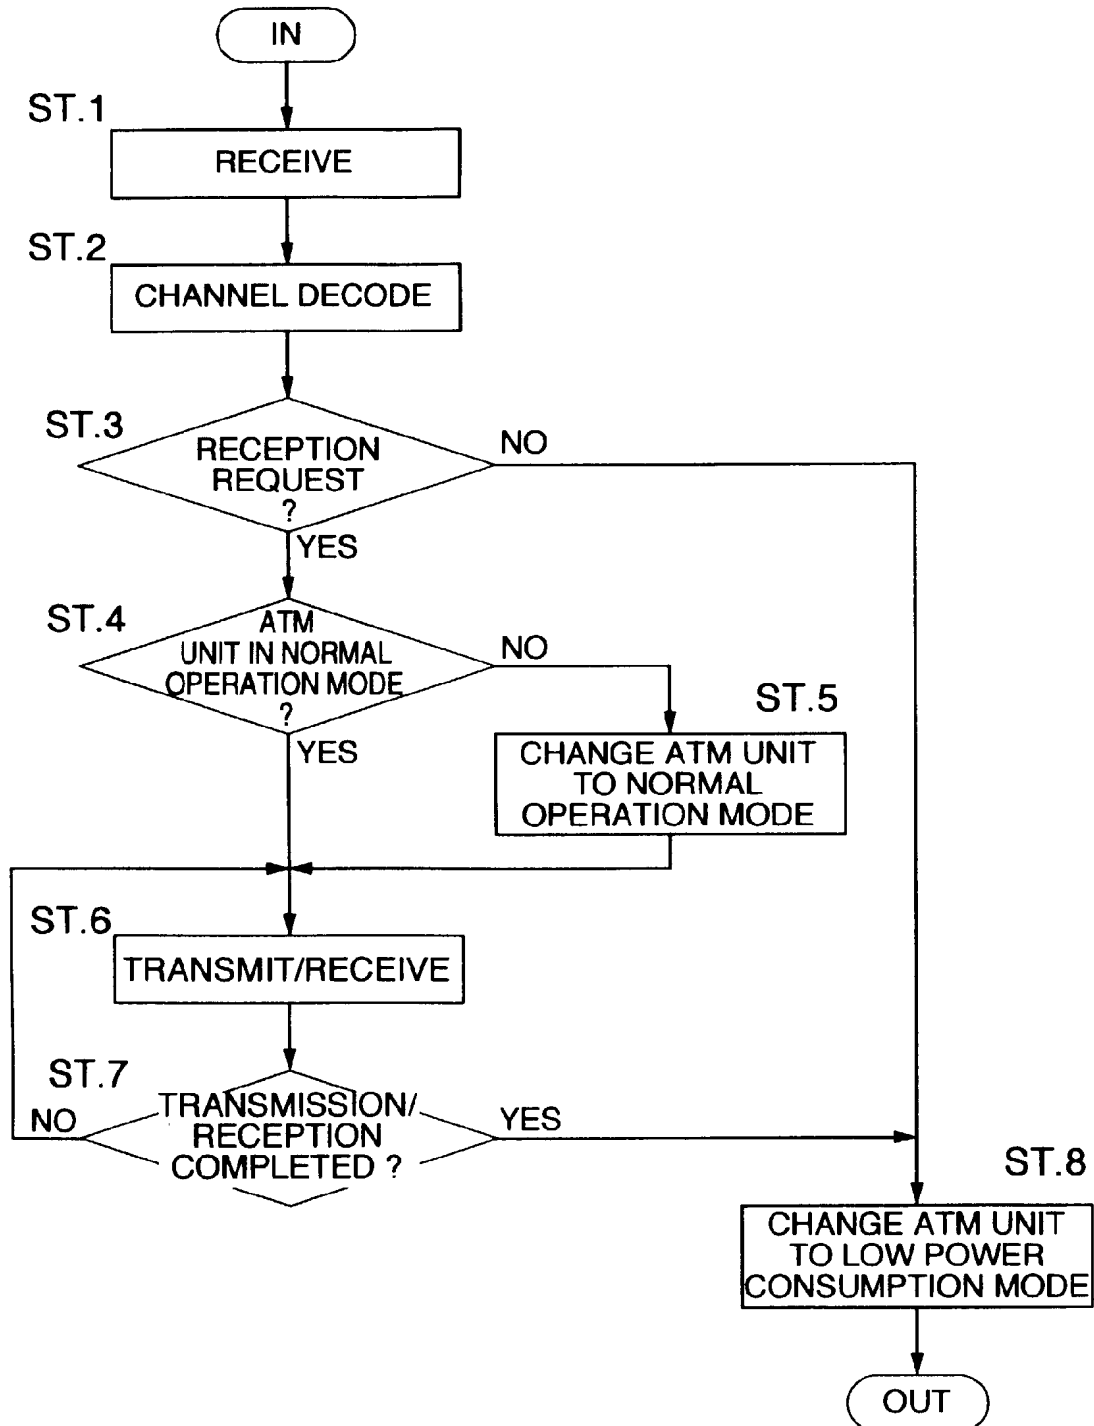 IN
ST.1
RECEIVE
ST.2
CHANNEL DECODE
ST.3
RECEPTION
REQUEST
?
NO
YES
ST.4
ATM
UNIT IN NORMAL
OPERATION MODE
?
NO
YES
ST.5
CHANGE ATM UNIT
TO NORMAL
OPERATION MODE
ST.6
TRANSMIT/RECEIVE
ST.7
TRANSMISSION/
RECEPTION
COMPLETED ?
NO
YES
ST.8
CHANGE ATM UNIT
TO LOW POWER
CONSUMPTION MODE
OUT